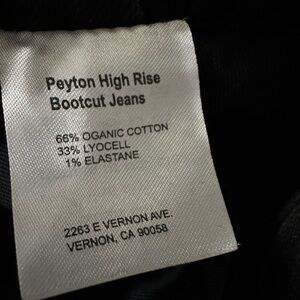 Peyton High Rise
Bootcut Jeans
66% OGANIC COTTON
33% LYOCELL
1% ELASTANE
2263 E VERNON AVE.
VERNON, CA 90058